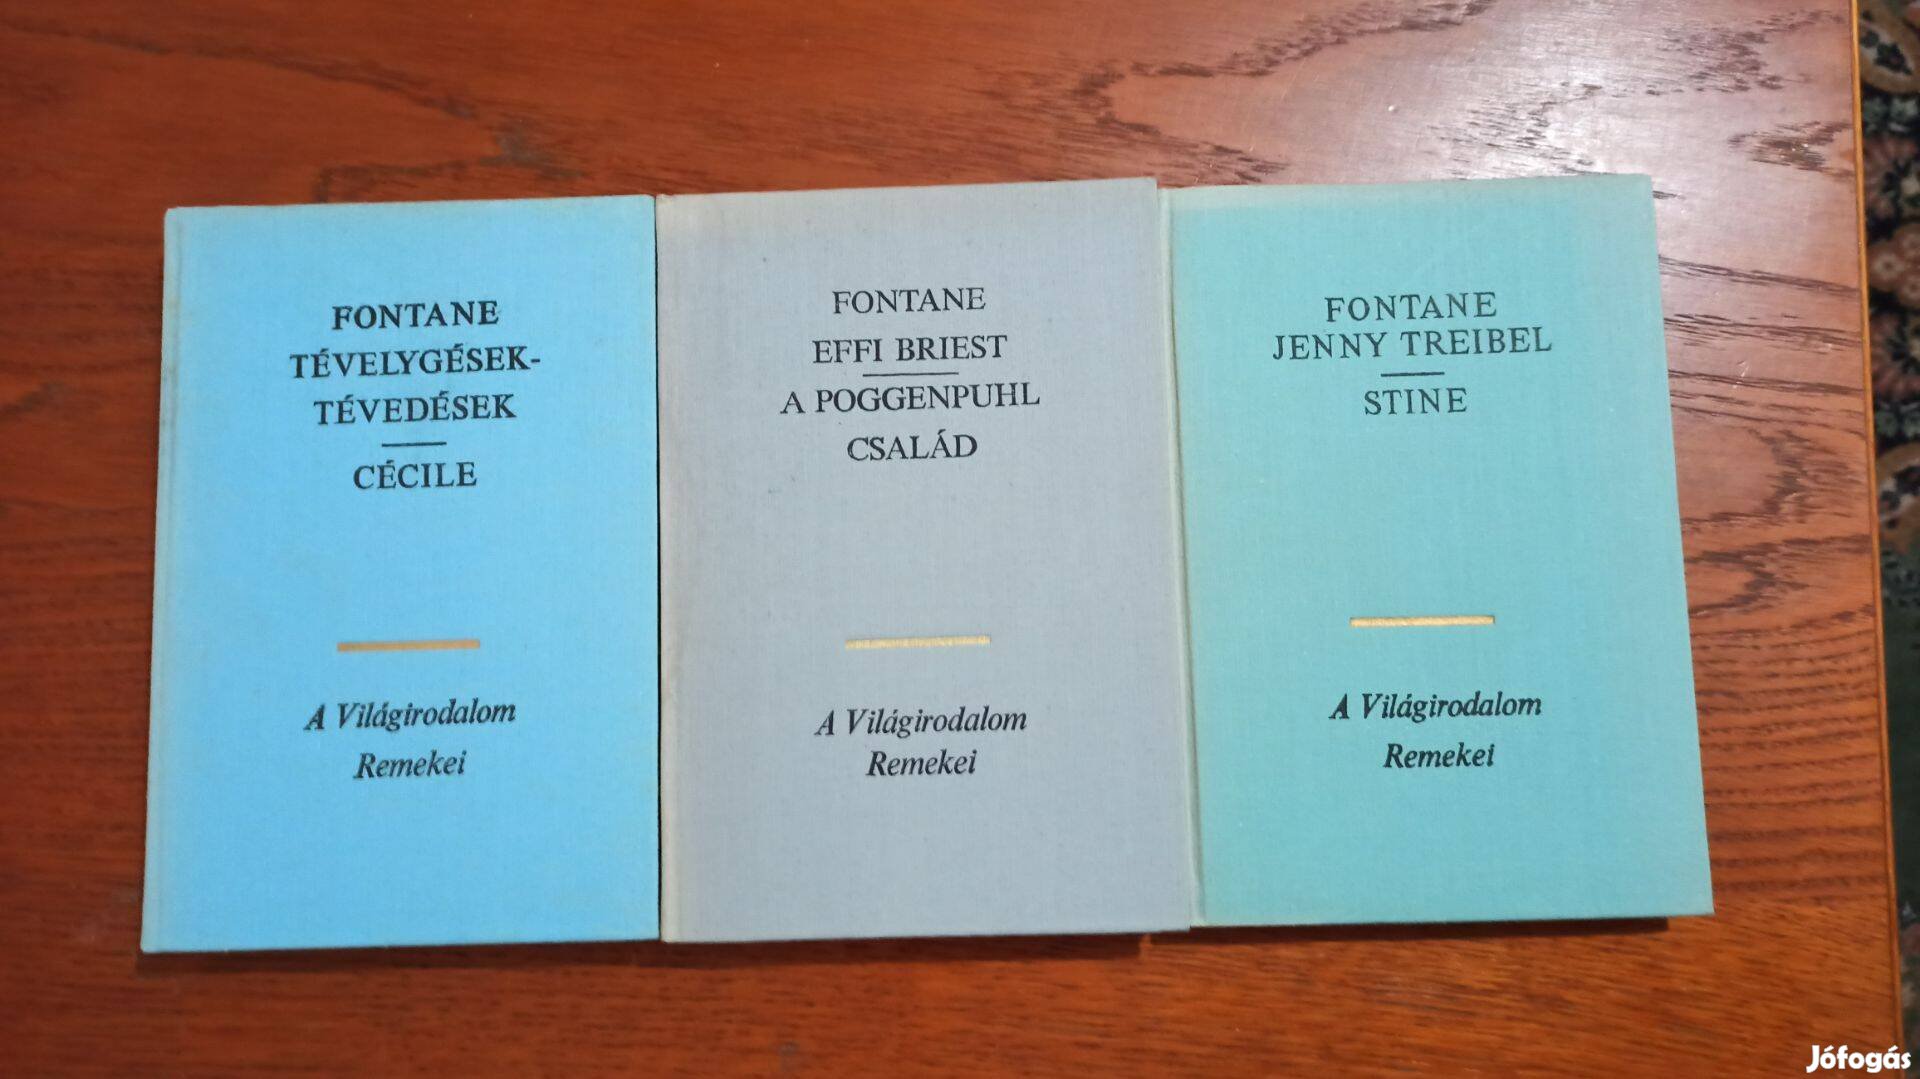 FONTANE
TÉVELYGÉSEK-
TÉVEDÉSEK
CÉCILE
A Világirodalom
Remekei
FONTANE
EFFI BRIEST
A POGGENPUHL
CSALÁD
A Világirodalom
Remekei
FONTANE
JENNY TREIBEL
STINE
A Világirodalom
Remekei
Jófogás